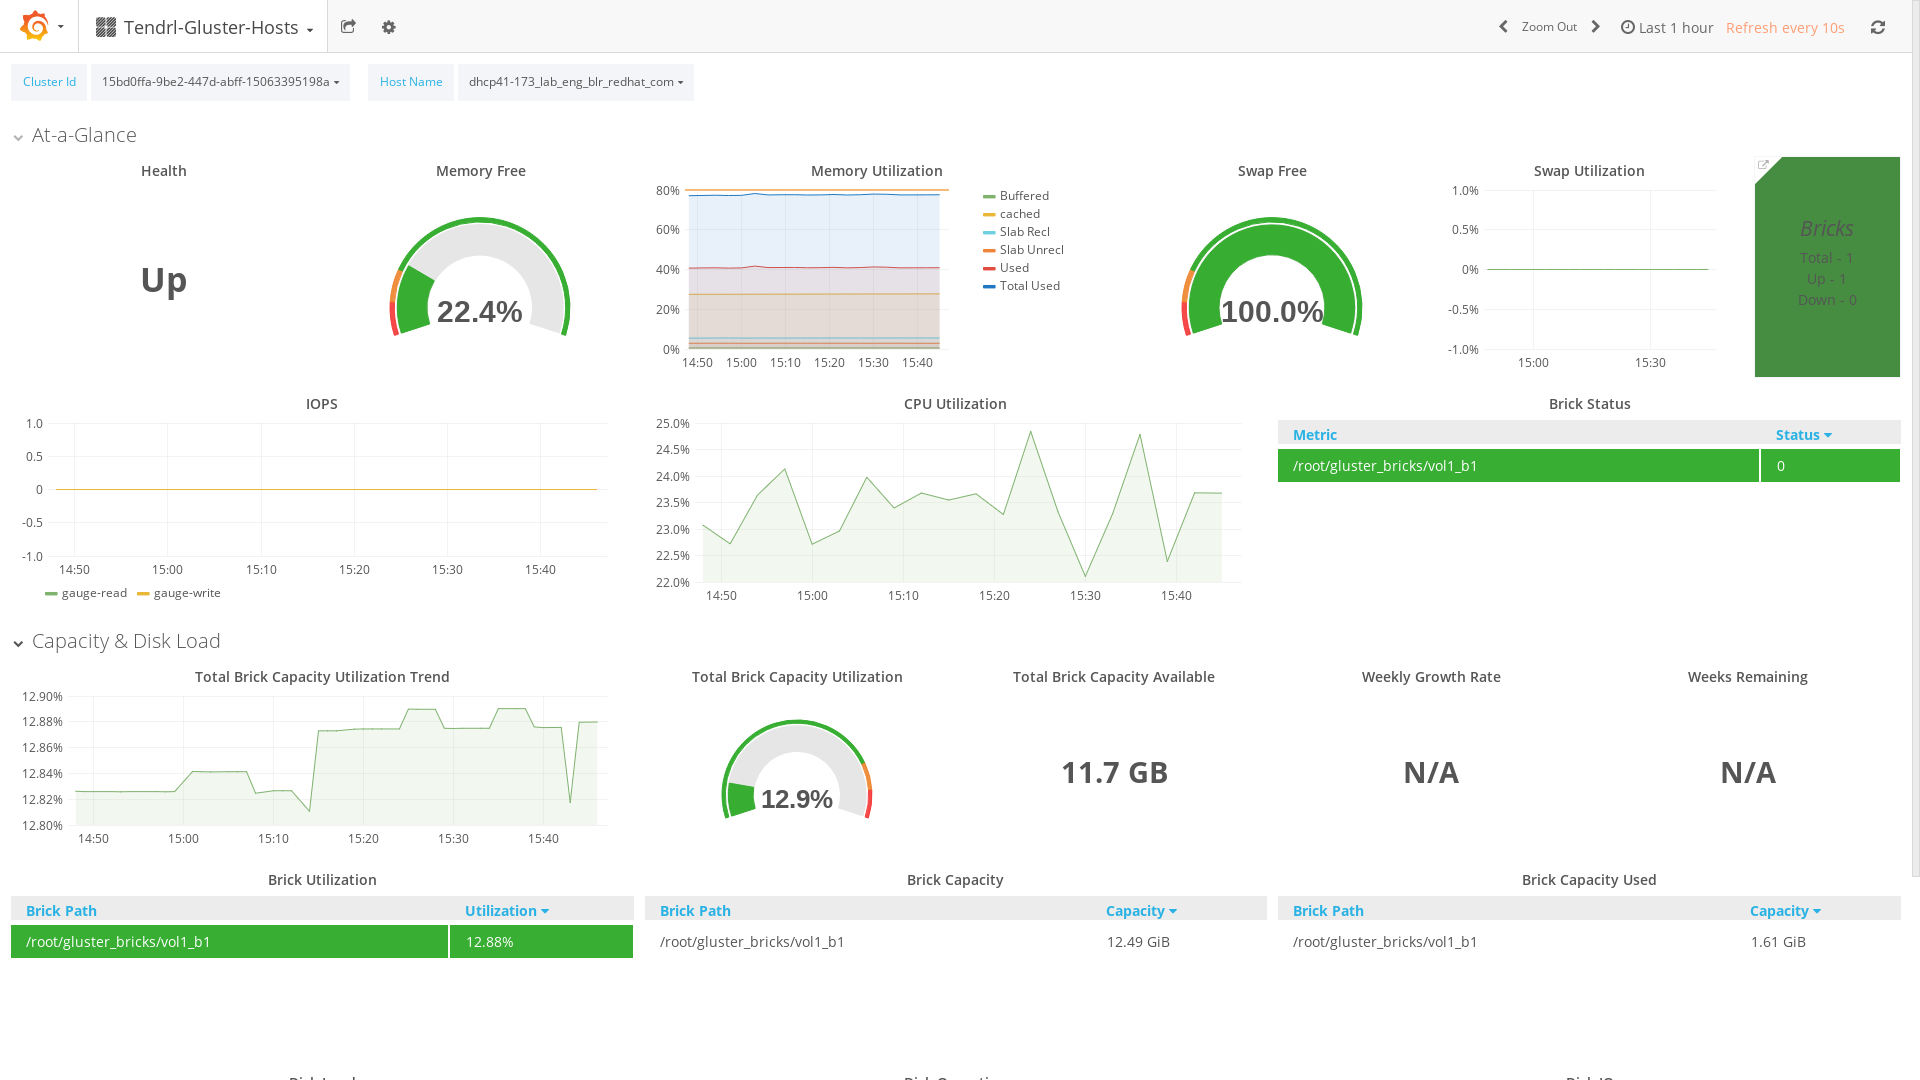 Tendrl-Gluster-Hosts
Zoom Out
Last 1 hour
Refresh every 10s
Cluster Id
15bd0ffa-9be2-447d-abff-15063395198a
Host Name
dhcp41-173_lab_eng_blr_redhat_com
At-a-Glance
Health
Up
Memory Free
22.4%
Memory Utilization
80%
60%
40%
20%
0%
14:50 15:00 15:10 15:20 15:30 15:40
Buffered
cached
Slab Recl
Slab Unrecl
Used
Total Used
Swap Free
100.0%
Swap Utilization
1.0%
0.5%
0%
-0.5%
-1.0%
15:00 15:30
Bricks
Total - 1
Up - 1
Down - 0
IOPS
1.0
0.5
0
-0.5
-1.0
14:50 15:00 15:10 15:20 15:30 15:40
gauge-read gauge-write
CPU Utilization
25.0%
24.5%
24.0%
23.5%
23.0%
22.5%
22.0%
14:50 15:00 15:10 15:20 15:30 15:40
Brick Status
Metric Status
/root/gluster_bricks/vol1_b1 0
Capacity & Disk Load
Total Brick Capacity Utilization Trend
12.90%
12.88%
12.86%
12.84%
12.82%
12.80%
14:50 15:00 15:10 15:20 15:30 15:40
Total Brick Capacity Utilization
12.9%
Total Brick Capacity Available
11.7 GB
Weekly Growth Rate
N/A
Weeks Remaining
N/A
Brick Utilization
Brick Path Utilization
/root/gluster_bricks/vol1_b1 12.88%
Brick Capacity
Brick Path Capacity
/root/gluster_bricks/vol1_b1 12.49 GiB
Brick Capacity Used
Brick Path Capacity
/root/gluster_bricks/vol1_b1 1.61 GiB